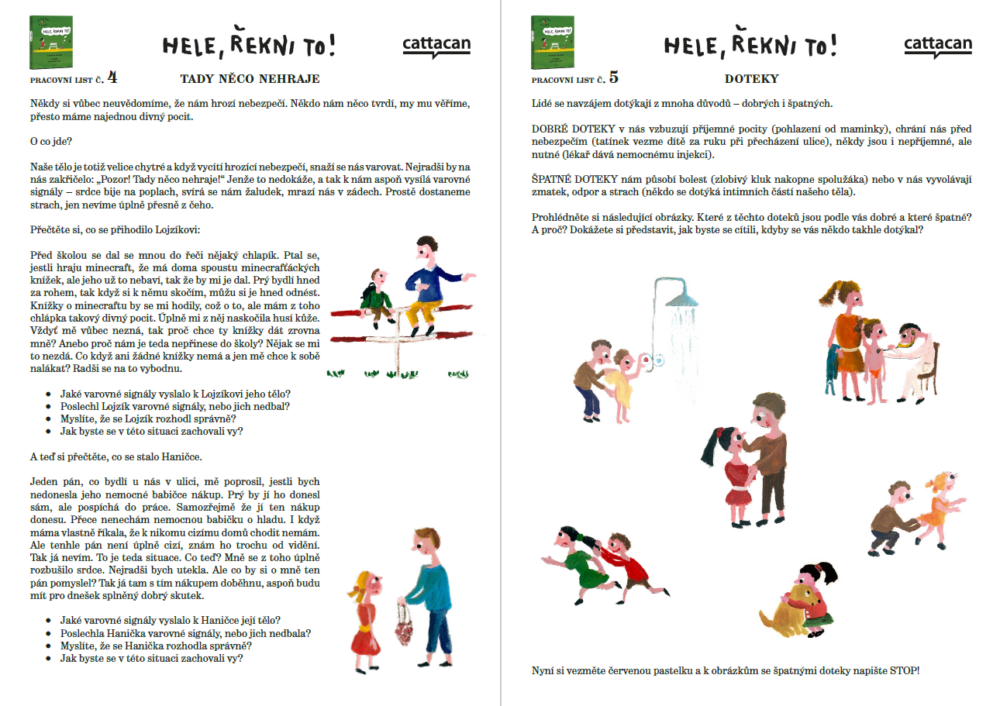 HELE, ŘEKNI TO!
HELE, ŘEKNI TO!
cattacan
PRACOVNÍ LIST Č. 4
TADY NĚCO NEHRAJE
Někdy si vůbec neuvědomíme, že nám hrozí nebezpečí. Někdo nám něco tvrdí, my mu věříme,
přesto máme najednou divný pocit.
O co jde?
Naše tělo je totiž velice chytré a když vycítí hrozící nebezpečí, snaží se nás varovat. Nejradši by na
nás zakřičelo: „Pozor! Tady něco nehraje!“ Jenže to nedokáže, a tak k nám aspoň vysílá varovné
signály – srdce bije na poplach, svírá se nám žaludek, mrazí nás v zádech. Prostě dostaneme
strach, jen nevíme úplně přesně z čeho.
Přečtěte si, co se přihodilo Lojzíkovi:
Před školou se dal se mnou do řeči nějaký chlapík. Ptal se,
jestli hraju minecraft, že má doma spoustu minecrafťáckých
knížek, ale jeho už to nebaví, tak že by mi je dal. Prý bydlí hned
za rohem, tak když si k němu skočím, můžu si je hned odnést.
Knížky o minecraftu by se mi hodily, což o to, ale mám z toho
chlápka takový divný pocit. Úplně mi z něj naskočila husí kůže.
Vždyť mě vůbec nezná, tak proč chce ty knížky dát zrovna
mně? Anebo proč nám je teda nepřinese do školy? Nějak se mi
to nezdá. Co když ani žádné knížky nemá a jen mě chce k sobě
nalákat? Radši se na to vybodnu.
• Jaké varovné signály vyslalo k Lojzíkovi jeho tělo?
• Poslechl Lojzík varovné signály, nebo jich nedbal?
• Myslíte, že se Lojzík rozhodl správně?
• Jak byste se v této situaci zachovali vy?
A teď si přečtěte, co se stalo Haničce.
Jeden pán, co bydlí u nás v ulici, mě poprosil, jestli bych
nedonesla jeho nemocné babičce nákup. Prý by jí ho donesl
sám, ale pospíchá do práce. Samozřejmě že jí ten nákup
donesu. Přece nenechám nemocnou babičku o hladu. I když
máma vlastně říkala, že k nikomu cizímu domů chodit nemám.
Ale tenhle pán není úplně cizí, znám ho trochu od vidění.
Tak já nevím. To je teda situace. Co teď? Mně se z toho úplně
rozbušilo srdce. Nejradši bych utekla. Ale co by si o mně ten
pán pomyslel? Tak já tam s tím nákupem doběhnu, aspoň budu
mít pro dnešek splněný dobrý skutek.
• Jaké varovné signály vyslalo k Haničce její tělo?
• Poslechla Hanička varovné signály, nebo jich nedbala?
• Myslíte, že se Hanička rozhodla správně?
• Jak byste se v této situaci zachovali vy?
HELE, ŘEKNI TO!
HELE, ŘEKNI TO!
cattacan
PRACOVNÍ LIST Č. 5
DOTEKY
Lidé se navzájem dotýkají z mnoha důvodů – dobrých i špatných.
DOBRÉ DOTEKY v nás vzbuzují příjemné pocity (pohlazení od maminky), chrání nás před
nebezpečím (tatínek vezme dítě za ruku při přecházení ulice), někdy jsou i nepříjemné, ale
nutné (lékař dává nemocnému injekci).
ŠPATNÉ DOTEKY nám působí bolest (zlobivý kluk nakopne spolužáka) nebo v nás vyvolávají
zmatek, odpor a strach (někdo se dotýká intimních částí našeho těla).
Prohlédněte si následující obrázky. Které z těchto doteků jsou podle vás dobré a které špatné?
A proč? Dokážete si představit, jak byste se cítili, kdyby se vás někdo takhle dotýkal?
Nyní si vezměte červenou pastelku a k obrázkům se špatnými doteky napište STOP!